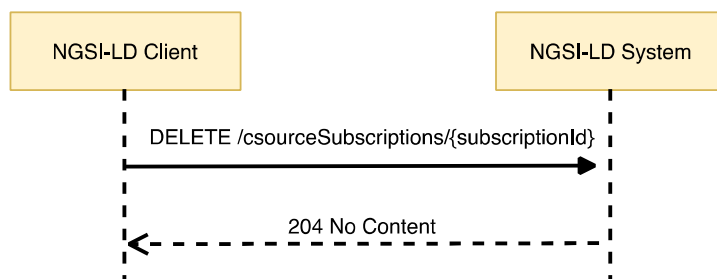 NGSI-LD Client
NGSI-LD System
DELETE /csourceSubscriptions/{subscriptionId}
204 No Content